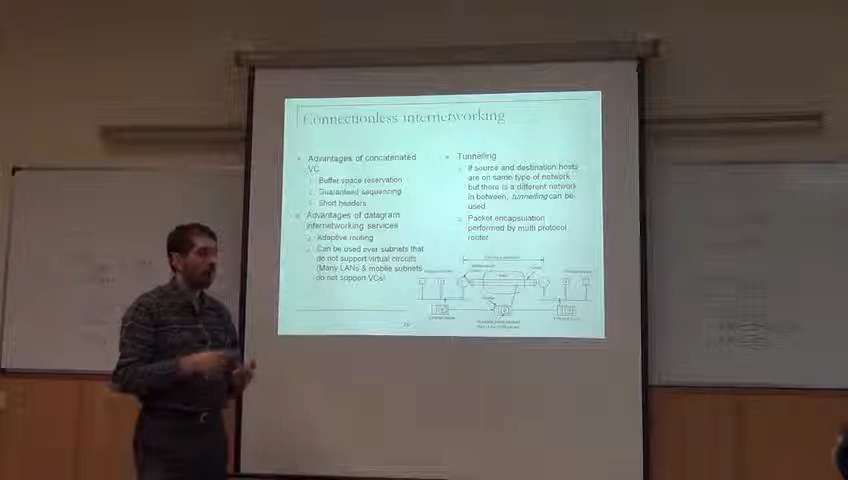 Connectionless internetworking
Advantages of concatenated
VC
Buffer space reservation
Guaranteed sequencing
Short headers
Advantages of datagram
internetworking services
Adaptive routing
Can be used over subnets that
do not support virtual circuits
(Many LANs & mobile subnets
do not support VCs)
Tunnelling
If source and destination hosts
are on same type of network
but there is a different network
in between, tunnelling can be
used
Packet encapsulation
performed by multi protocol
router